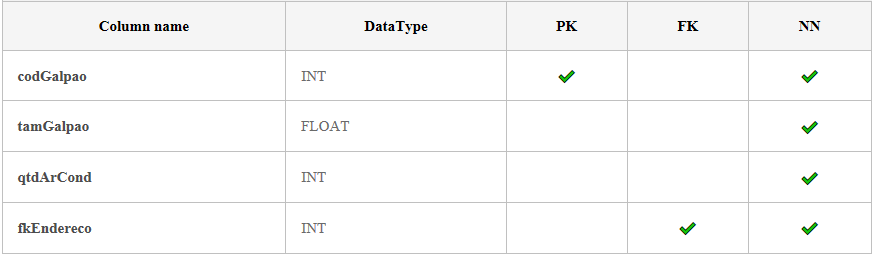 Column name DataType PK FK NN
codGalpao INT ✔ ✔
tamGalpao FLOAT ✔
qtdArCond INT ✔
fkEndereco INT ✔ ✔